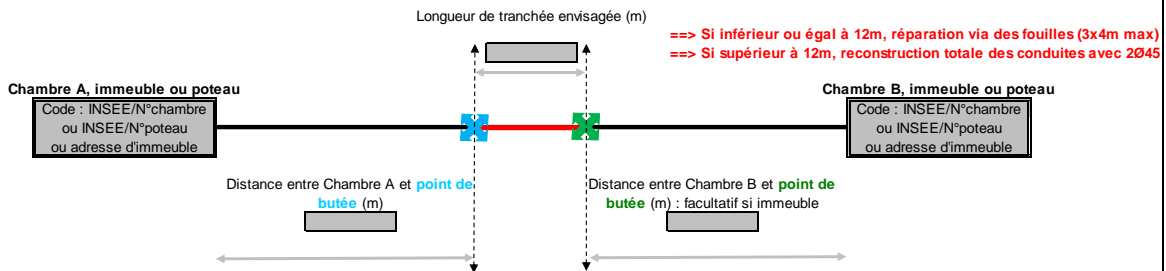 Longueur de tranchée envisagée (m)
==> Si inférieur ou égal à 12m, réparation via des fouilles (3x4m max)
==> Si supérieur à 12m, reconstruction totale des conduites avec 2Ø45
Chambre A, immeuble ou poteau
Code : INSEE/N°chambre
ou INSEE/N°poteau
ou adresse d'immeuble
Chambre B, immeuble ou poteau
Code : INSEE/N°chambre
ou INSEE/N°poteau
ou adresse d'immeuble
Distance entre Chambre A et point de
butée (m)
Distance entre Chambre B et point de
butée (m) : facultatif si immeuble